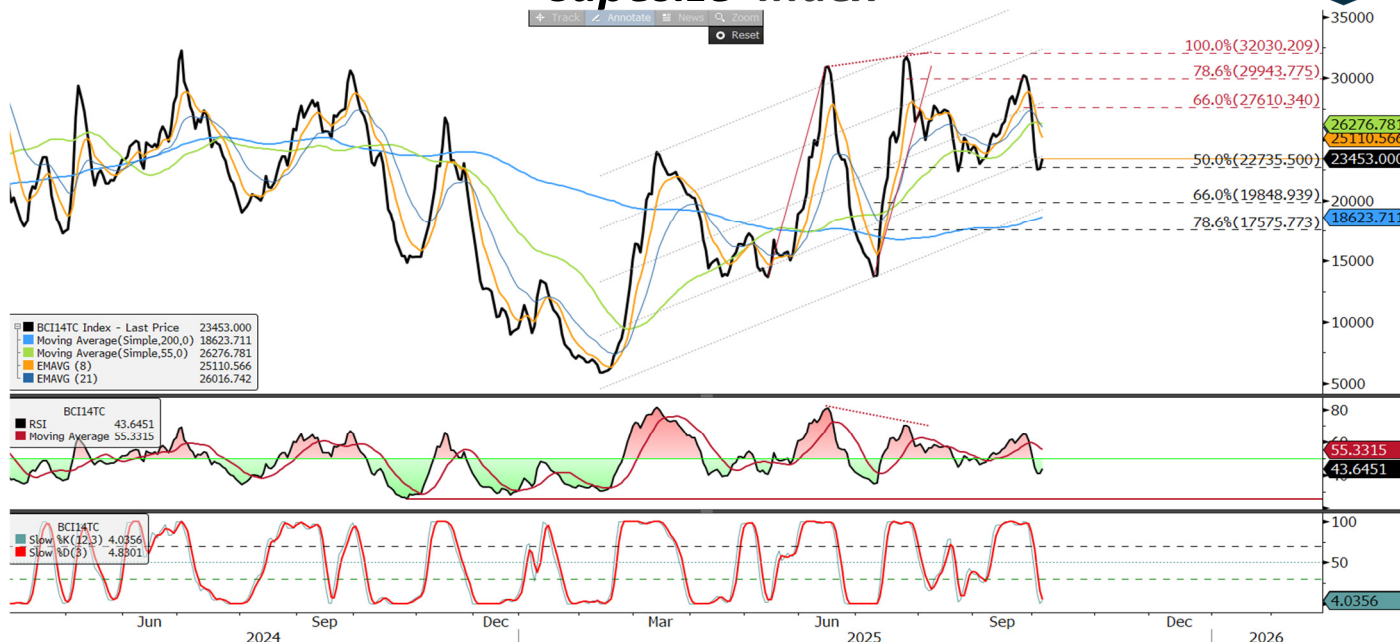 Capesize Index
Track Annotate News Zoom
Reset
35000
100.0%(32030.209)
30000
78.6%(29943.775)
66.0%(27610.340)
26276.781
25110.566
23453.000
50.0%(22735.500)
20000
66.0%(19848.939)
18623.711
78.6%(17575.773)
15000
10000
5000
BCI14TC Index - Last Price 23453.000
Moving Average(Simple,200,0) 18623.711
Moving Average(Simple,55,0) 26276.781
EMAVG (8) 25110.566
EMAVG (21) 26016.742
BCI14TC
RSI 43.6451
Moving Average 55.3315
80
55.3315
43.6451
BCI14TC
Slow %K(12,3) 4.0356
Slow %D(3) 4.8301
100
50
4.0356
Jun Sep Dec Mar Jun Sep Dec
2024 2025 2026